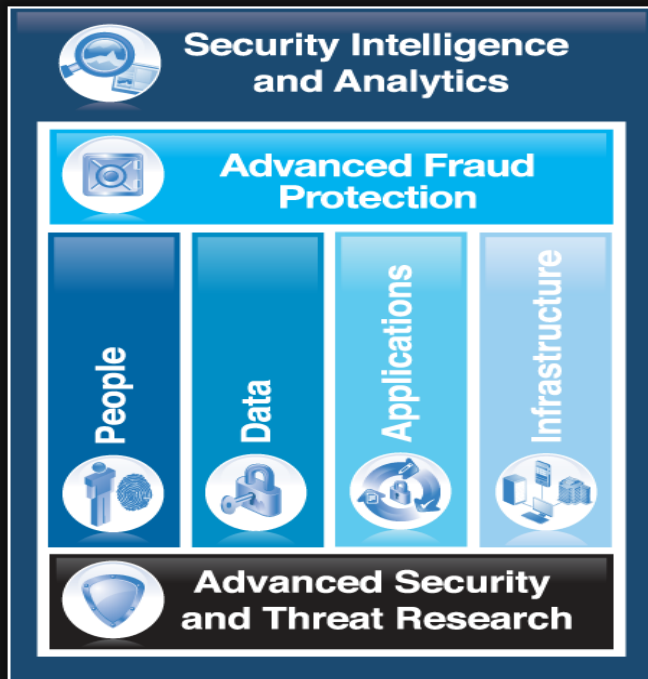 Security Intelligence
and Analytics
Advanced Fraud
Protection
People
Data
Applications
Infrastructure
Advanced Security
and Threat Research